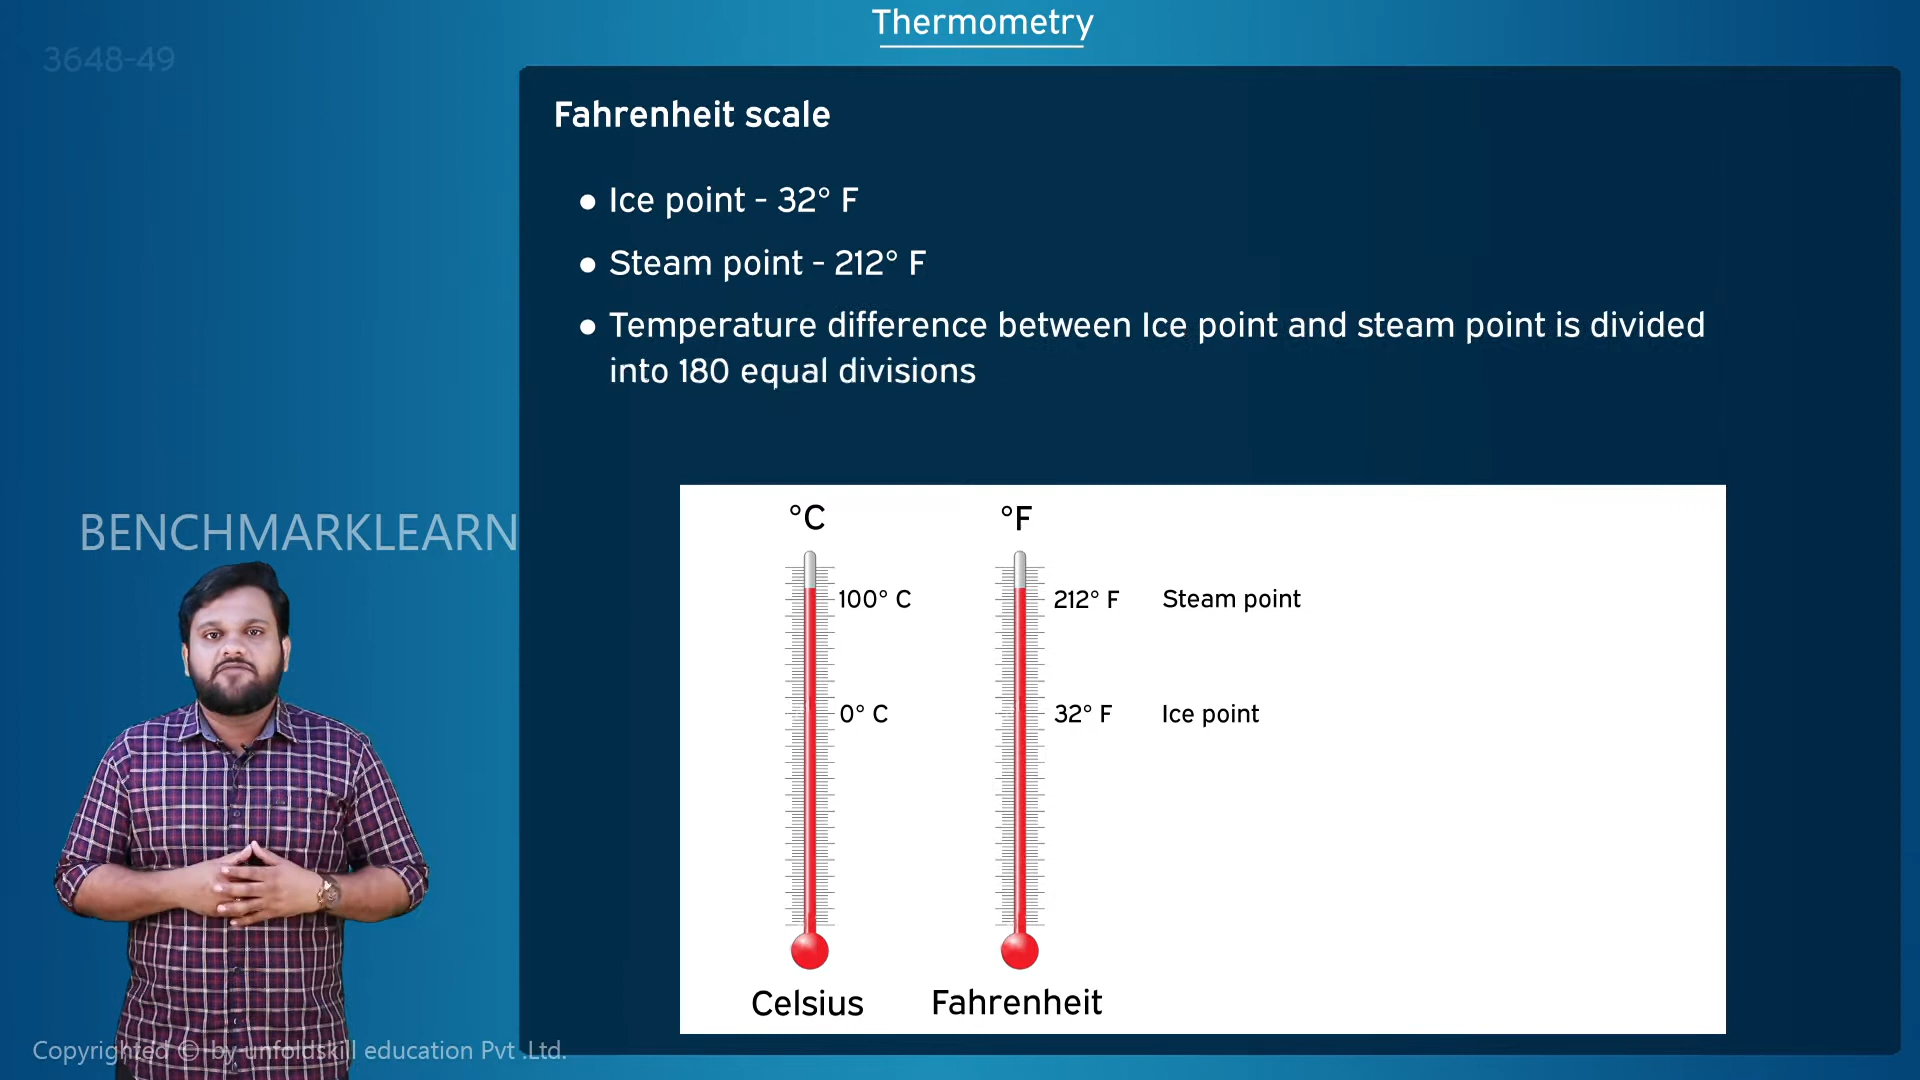 Thermometry
3648-49
Fahrenheit scale
● Ice point - 32° F
● Steam point - 212° F
● Temperature difference between Ice point and steam point is divided
into 180 equal divisions
BENCHMARKLEARN
°C °F
100° C 212° F Steam point
0° C 32° F Ice point
Celsius Fahrenheit
Copyrighted © by unfoldskill education Pvt .Ltd.